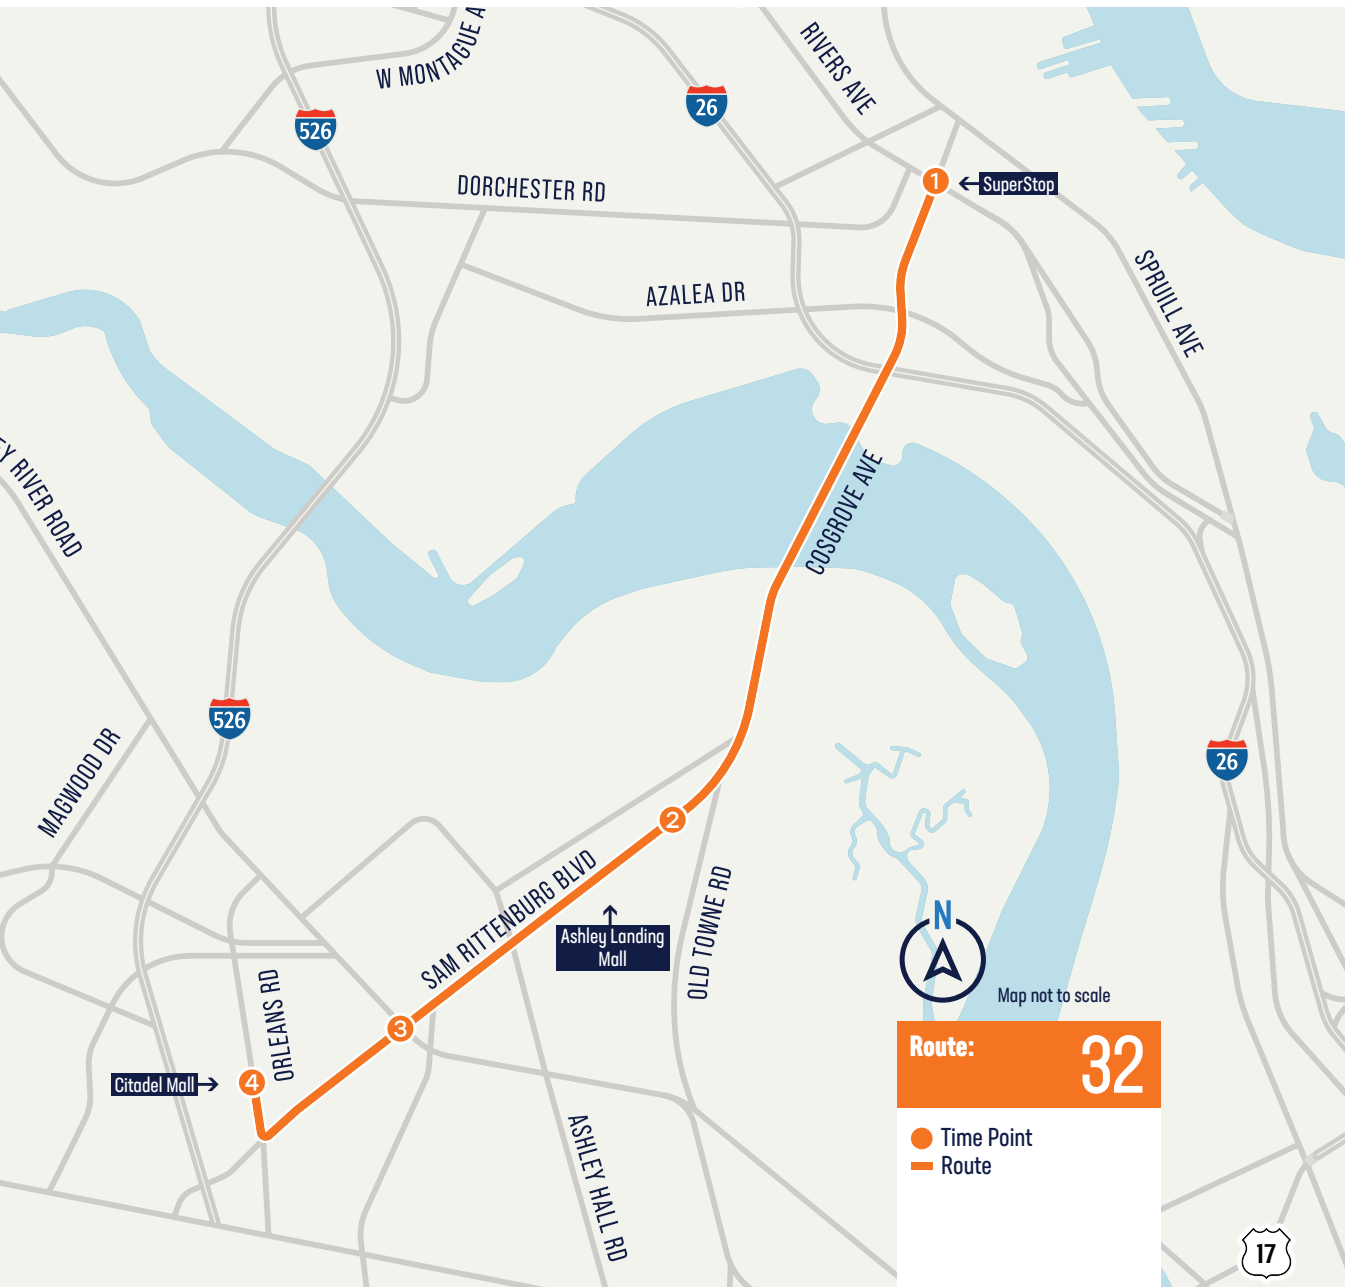 W MONTAGUE A
RIVERS AVE
26
526
DORCHESTER RD
1
SuperStop
AZALEA DR
SPRUILL AVE
EY RIVER ROAD
COSGROVE AVE
526
MAGWOOD DR
26
2
SAM RITTENBURG BLVD
OLD TOWNE RD
Ashley Landing
Mall
N
Map not to scale
ORLEANS RD
3
4
Citadel Mall
Route:
32
Time Point
Route
ASHLEY HALL RD
17